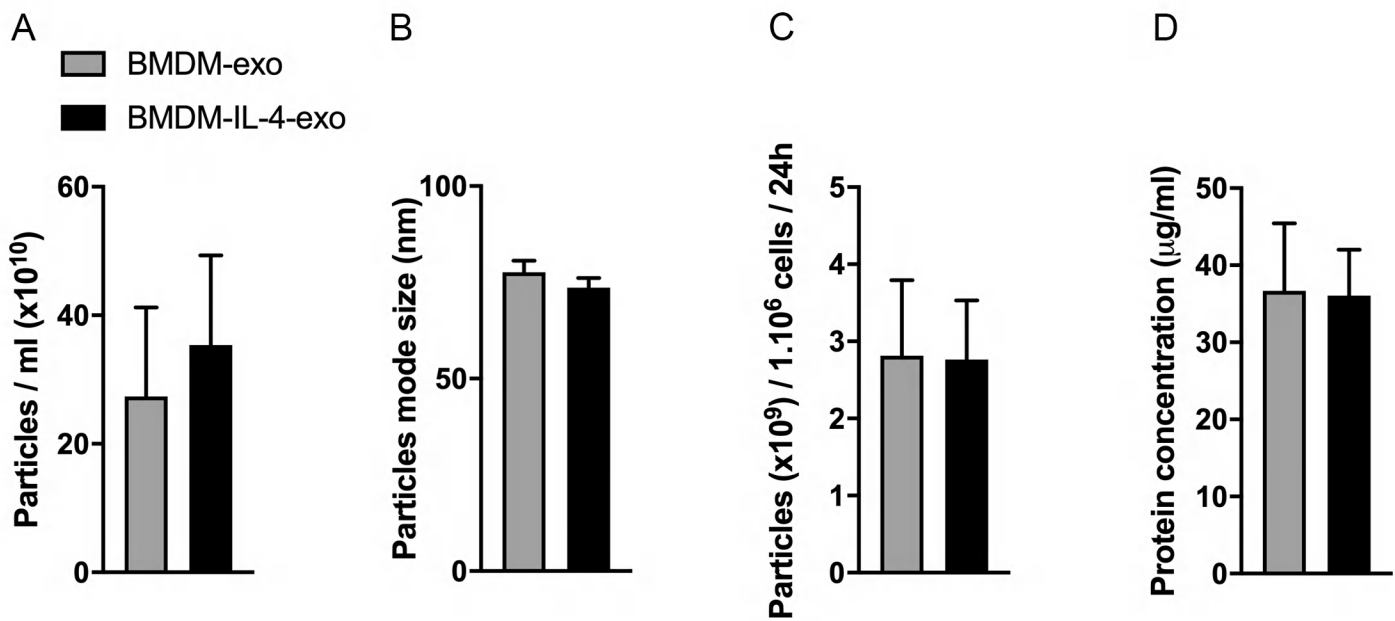 A
BMDM-exo
BMDM-IL-4-exo
Particles / ml (x10¹⁰)
60
40
20
0
B
Particles mode size (nm)
100
50
0
C
Particles (x10⁹) / 1.10⁶ cells / 24h
5
4
3
2
1
0
D
Protein concentration (μg/ml)
50
40
30
20
10
0